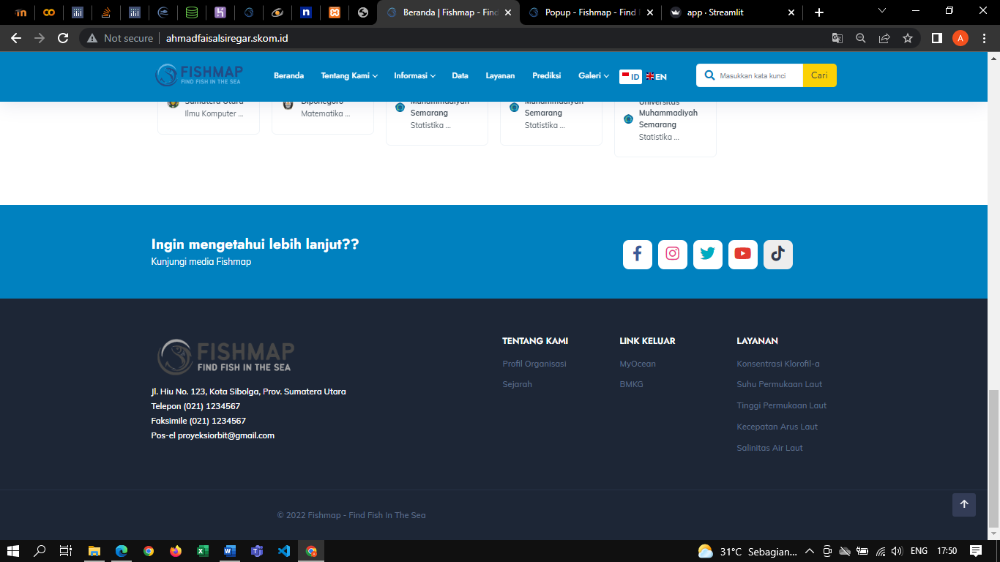 Beranda | Fishmap - Find
Popup - Fishmap - Find
app · Streamlit
Not secure
ahmadfaisalsiregar.skom.id
A
FISHMAP
FIND FISH IN THE SEA
Beranda
Tentang Kami
Informasi
Data
Layanan
Prediksi
Galeri
ID
EN
Masukkan kata kunci
Cari
Sumatera Utara
Ilmu Komputer ...
Diponegoro
Matematika ...
Muhammadiyah
Semarang
Statistika ...
Muhammadiyah
Semarang
Statistika ...
Universitas
Muhammadiyah
Semarang
Statistika ...
Ingin mengetahui lebih lanjut??
Kunjungi media Fishmap
FISHMAP
FIND FISH IN THE SEA
Jl. Hiu No. 123, Kota Sibolga, Prov. Sumatera Utara
Telepon (021) 1234567
Faksimile (021) 1234567
Pos-el proyeksiorbit@gmail.com
TENTANG KAMI
Profil Organisasi
Sejarah
LINK KELUAR
MyOcean
BMKG
LAYANAN
Konsentrasi Klorofil-a
Suhu Permukaan Laut
Tinggi Permukaan Laut
Kecepatan Arus Laut
Salinitas Air Laut
© 2022 Fishmap - Find Fish In The Sea
31°C Sebagian...
ENG
17:50